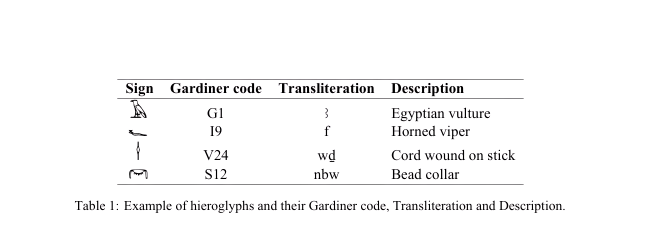 Sign Gardiner code Transliteration Description
𓄿 G1 ꜣ Egyptian vulture
𓆑 I9 f Horned viper
𓎗 V24 wḏ Cord wound on stick
𓋞 S12 nbw Bead collar
Table 1: Example of hieroglyphs and their Gardiner code, Transliteration and Description.